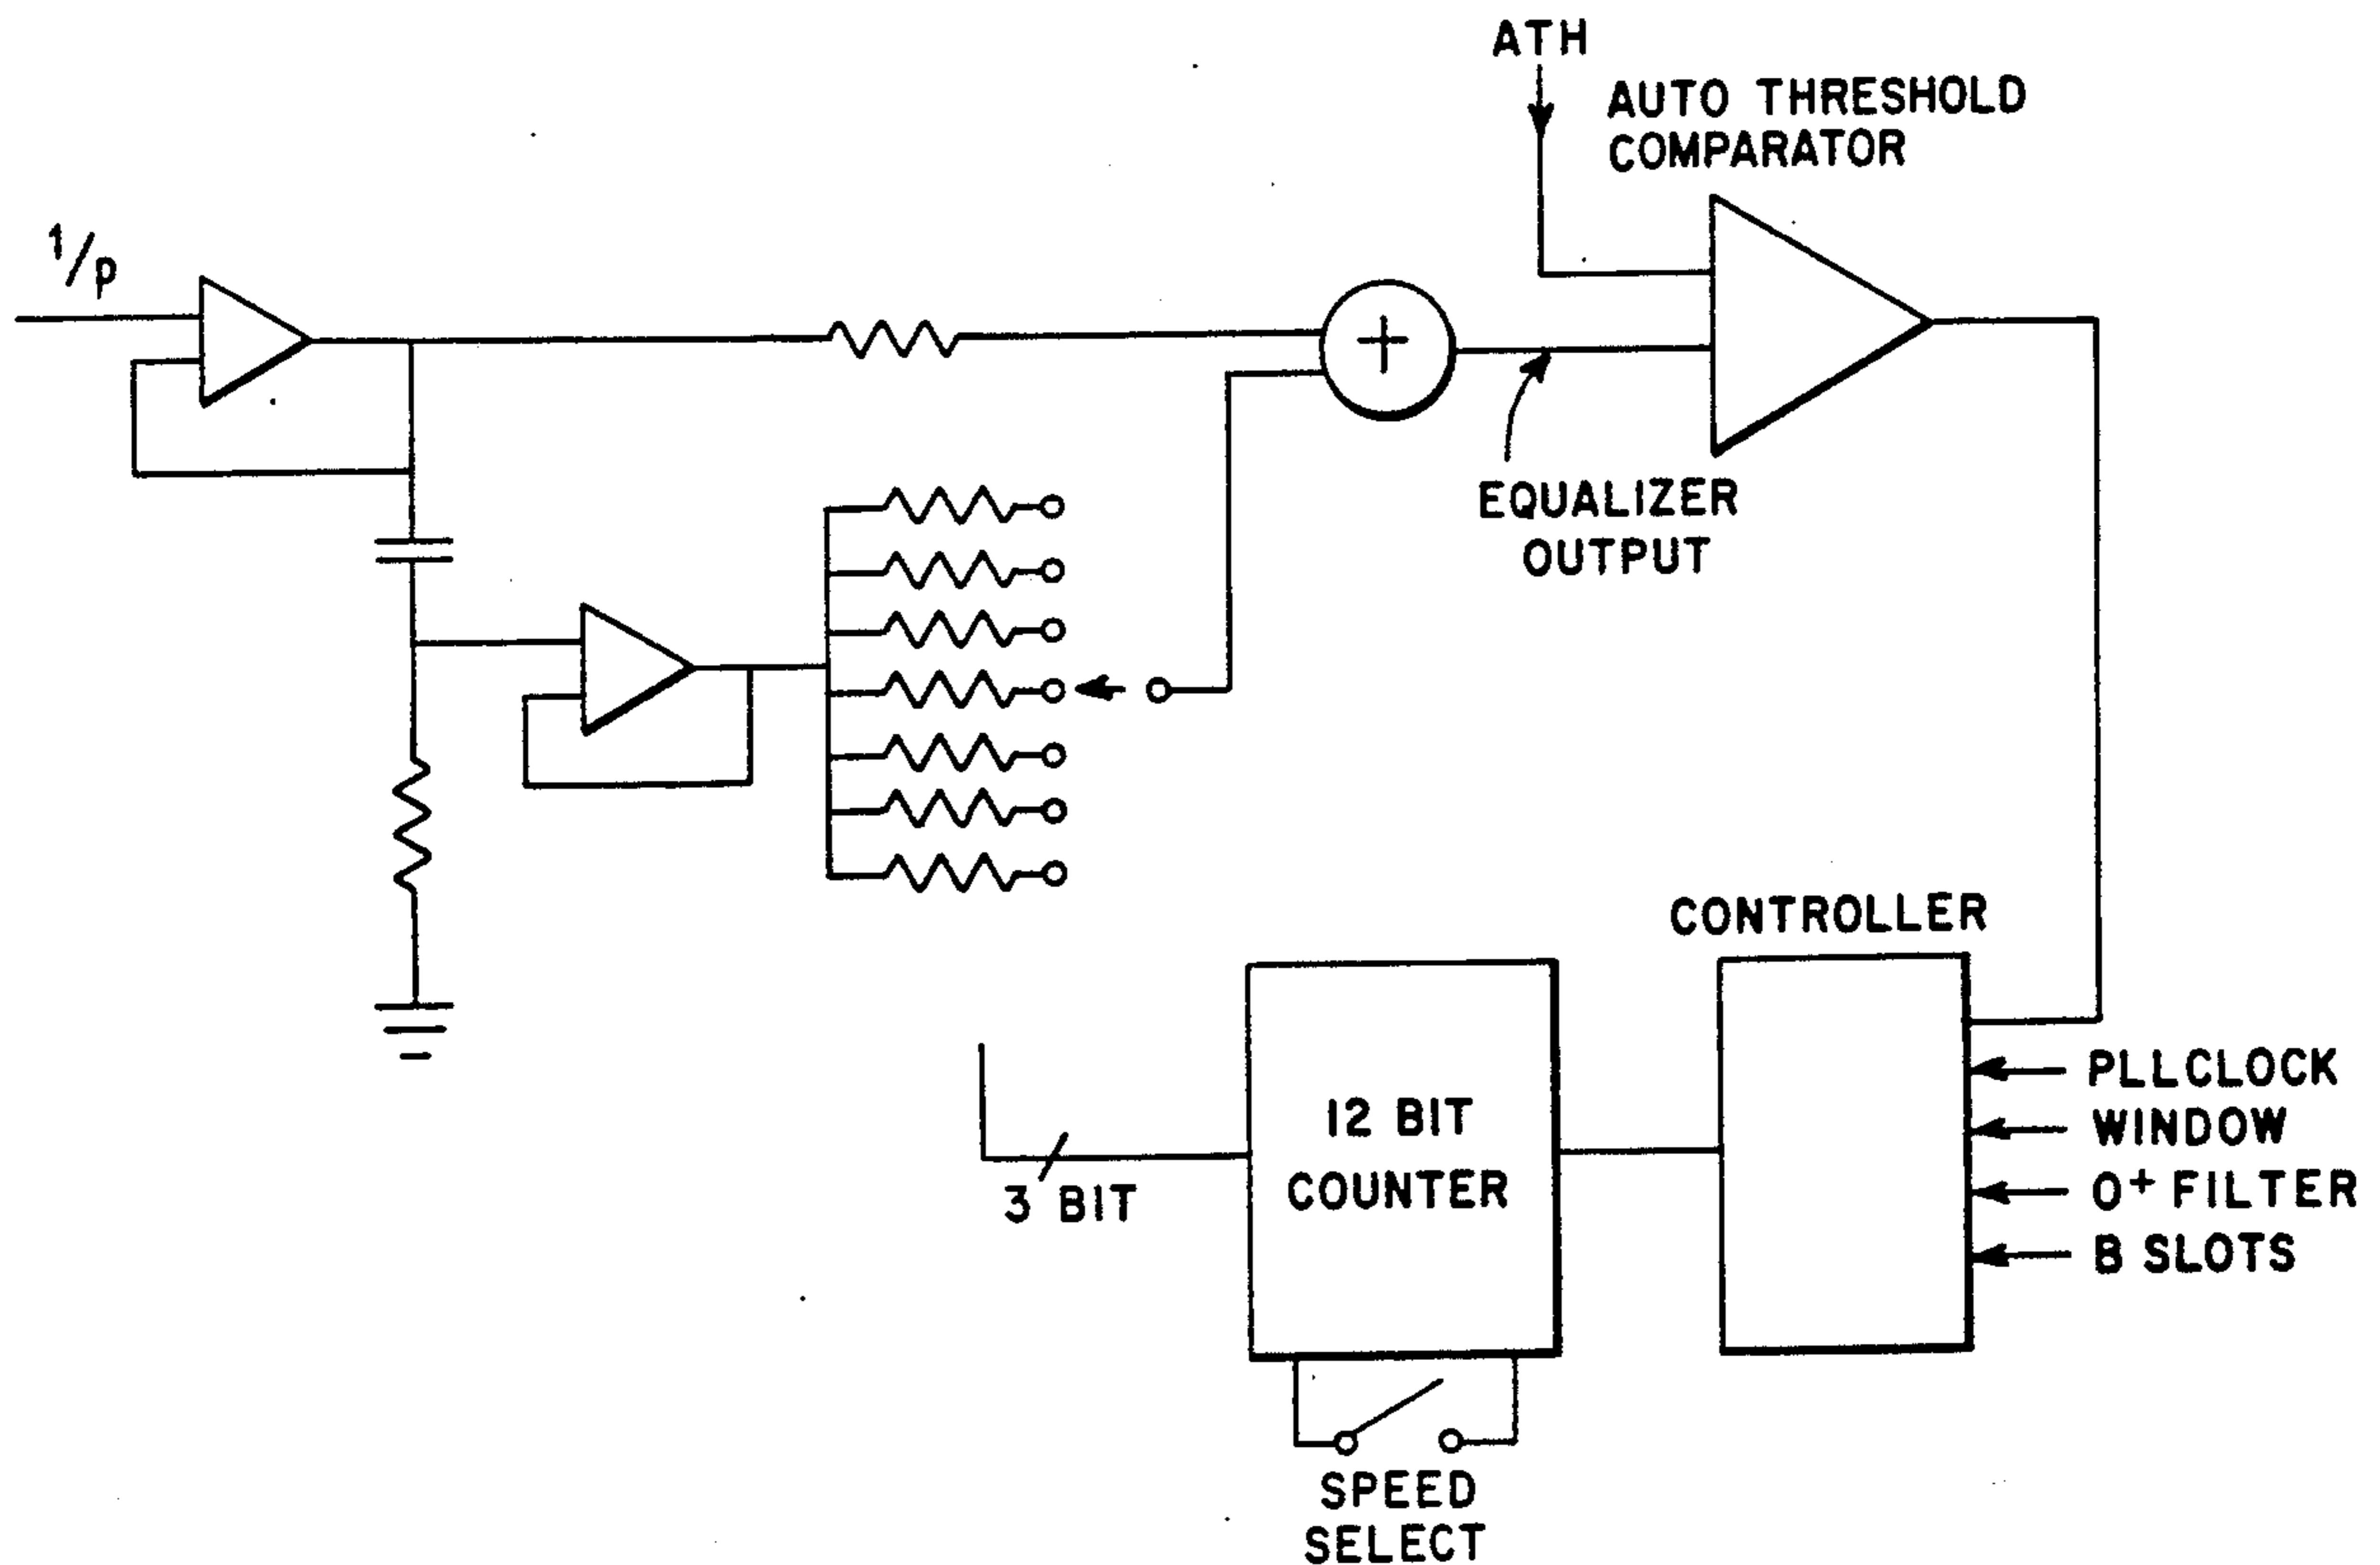 ATH
AUTO THRESHOLD
COMPARATOR
1/p
+
EQUALIZER
OUTPUT
CONTROLLER
PLLCLOCK
WINDOW
0+ FILTER
B SLOTS
12 BIT
COUNTER
3 BIT
SPEED
SELECT